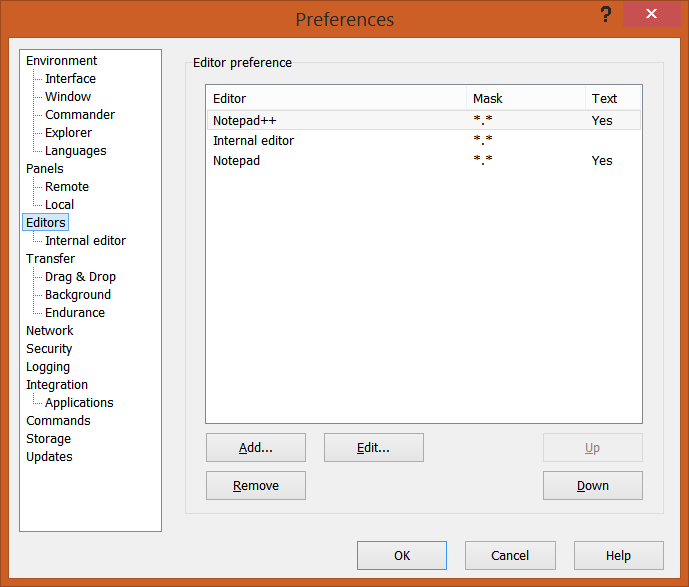 Preferences
?
Environment
Interface
Window
Commander
Explorer
Languages
Panels
Remote
Local
Editors
Internal editor
Transfer
Drag & Drop
Background
Endurance
Network
Security
Logging
Integration
Applications
Commands
Storage
Updates
Editor preference
Editor Mask Text
Notepad++ *.* Yes
Internal editor *.*
Notepad *.* Yes
Add... Edit... Up
Remove Down
OK Cancel Help